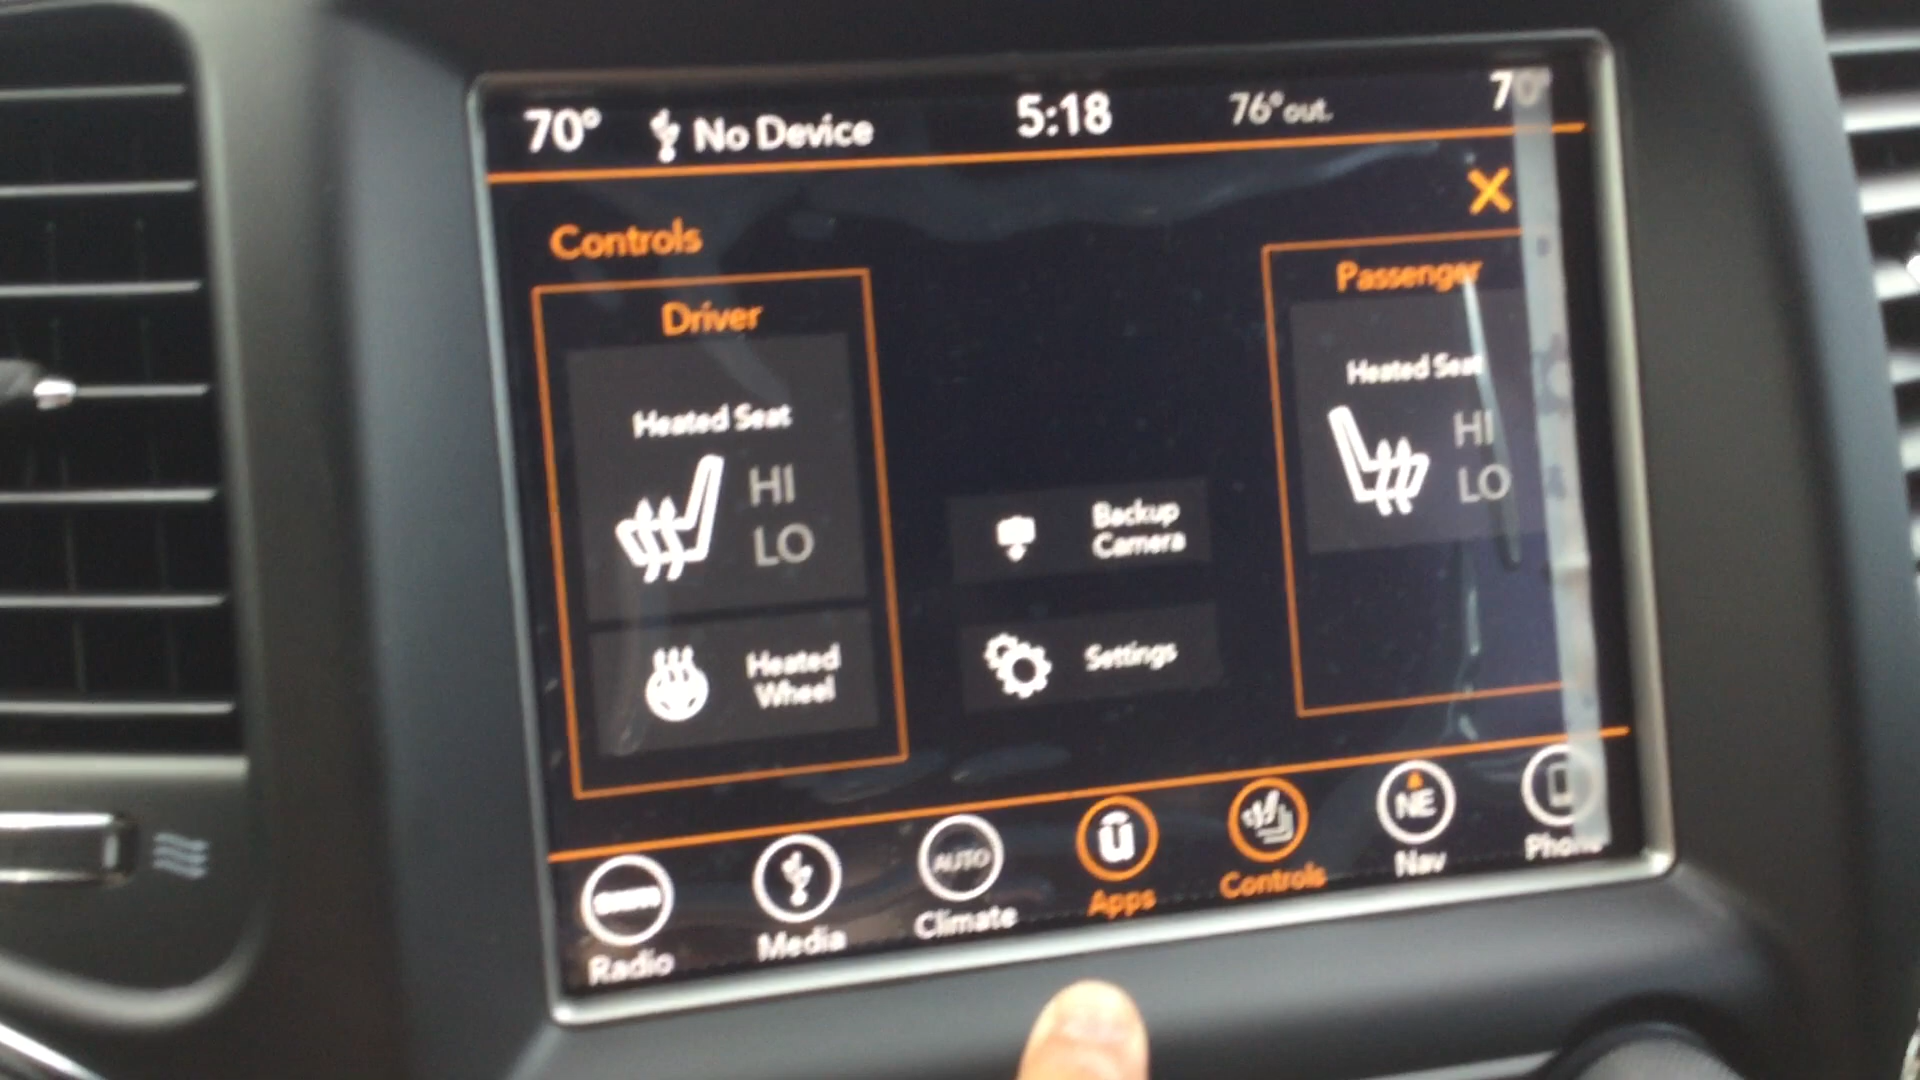 70° No Device 5:18 76° out. 70°
Controls
Driver
Passenger
Heated Seat
HI
LO
Heated Seat
HI
LO
Backup
Camera
Heated
Wheel
Settings
AUTO
ū
NE
Radio
Media
Climate
Apps
Controls
Nav
Phone